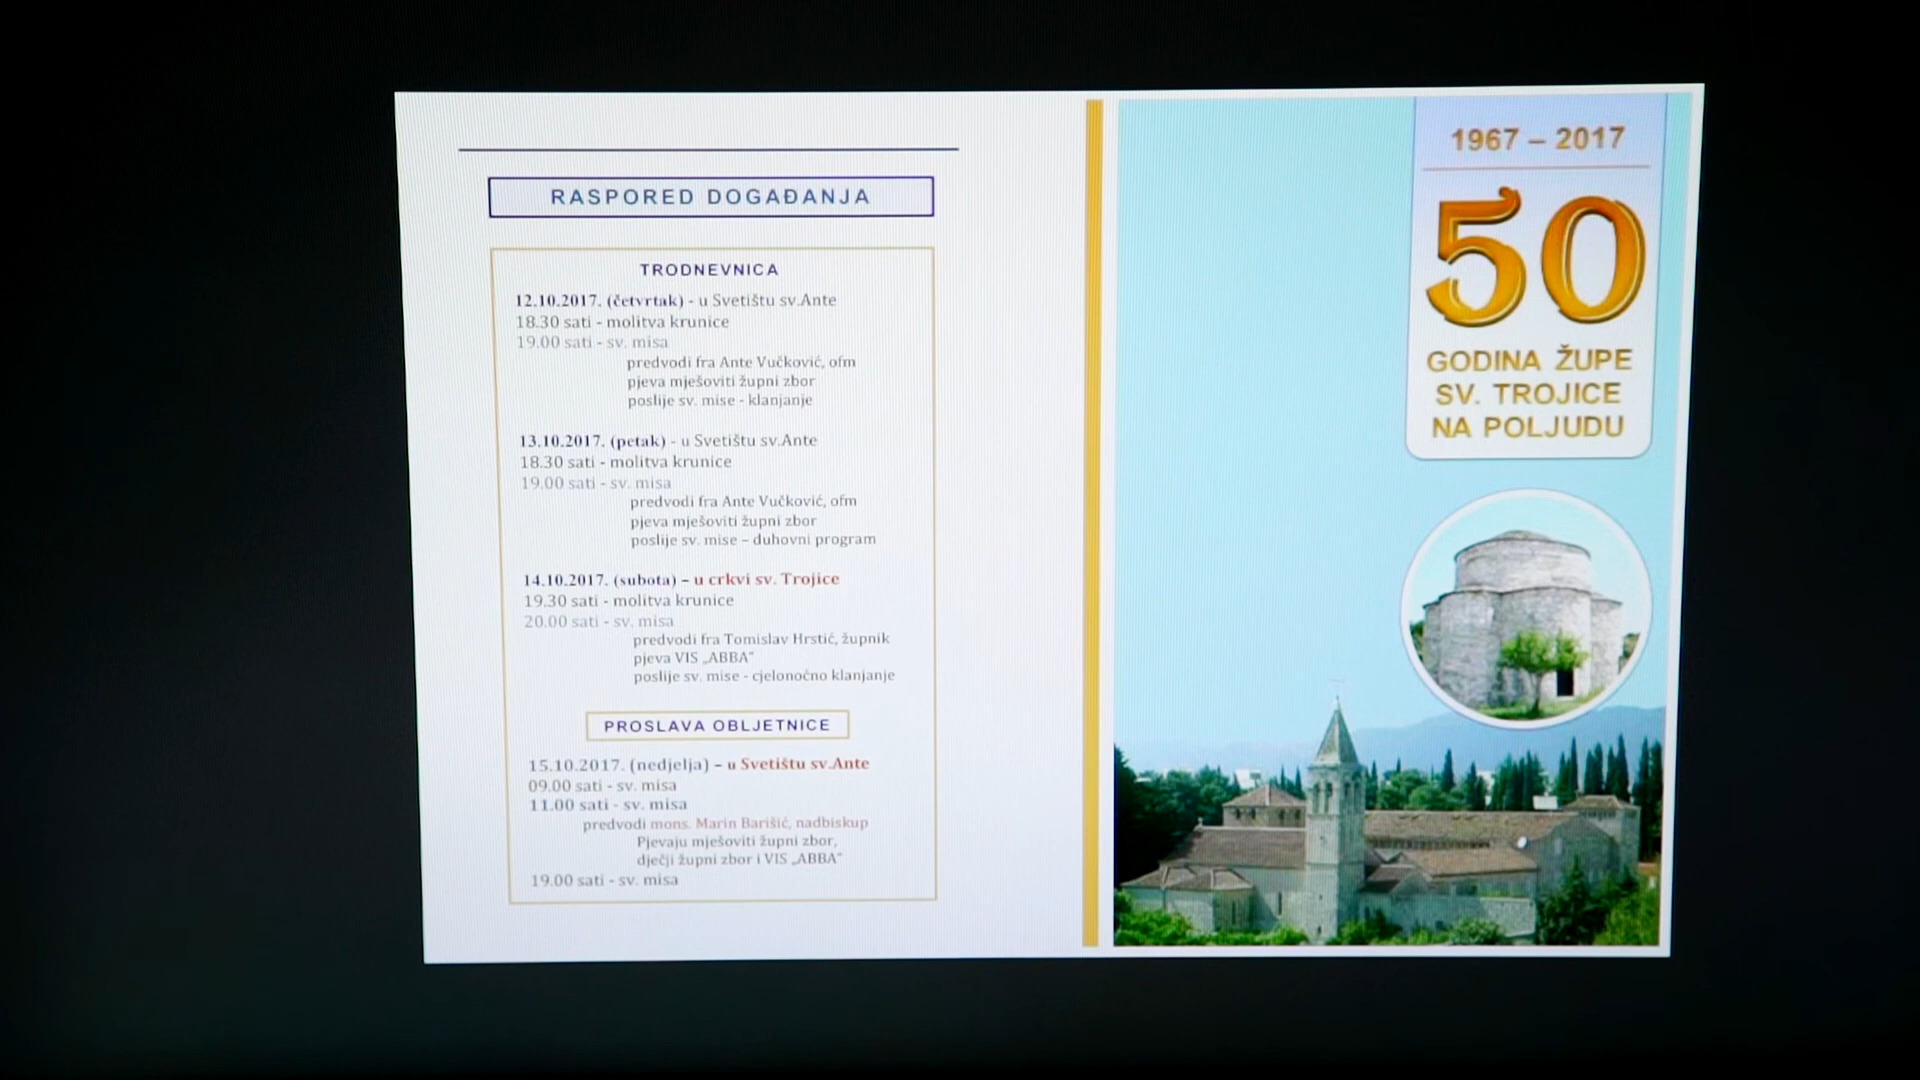 RASPORED DOGAĐANJA
TRODNEVNICA
12.10.2017. (četvrtak) - u Svetištu sv.Ante
18.30 sati - molitva krunice
19.00 sati - sv. misa
predvodi fra Ante Vučković, ofm
pjeva mješoviti župni zbor
poslije sv. mise - klanjanje
13.10.2017. (petak) - u Svetištu sv.Ante
18.30 sati - molitva krunice
19.00 sati - sv. misa
predvodi fra Ante Vučković, ofm
pjeva mješoviti župni zbor
poslije sv. mise – duhovni program
14.10.2017. (subota) – u crkvi sv. Trojice
19.30 sati - molitva krunice
20.00 sati - sv. misa
predvodi fra Tomislav Hrstić, župnik
pjeva VIS „ABBA“
poslije sv. mise - cjelonoćno klanjanje
PROSLAVA OBLJETNICE
15.10.2017. (nedjelja) – u Svetištu sv.Ante
09.00 sati - sv. misa
11.00 sati - sv. misa
predvodi mons. Marin Barišić, nadbiskup
Pjevaju mješoviti župni zbor,
dječji župni zbor i VIS „ABBA“
19.00 sati - sv. misa
1967 – 2017
50
GODINA ŽUPE
SV. TROJICE
NA POLJUDU